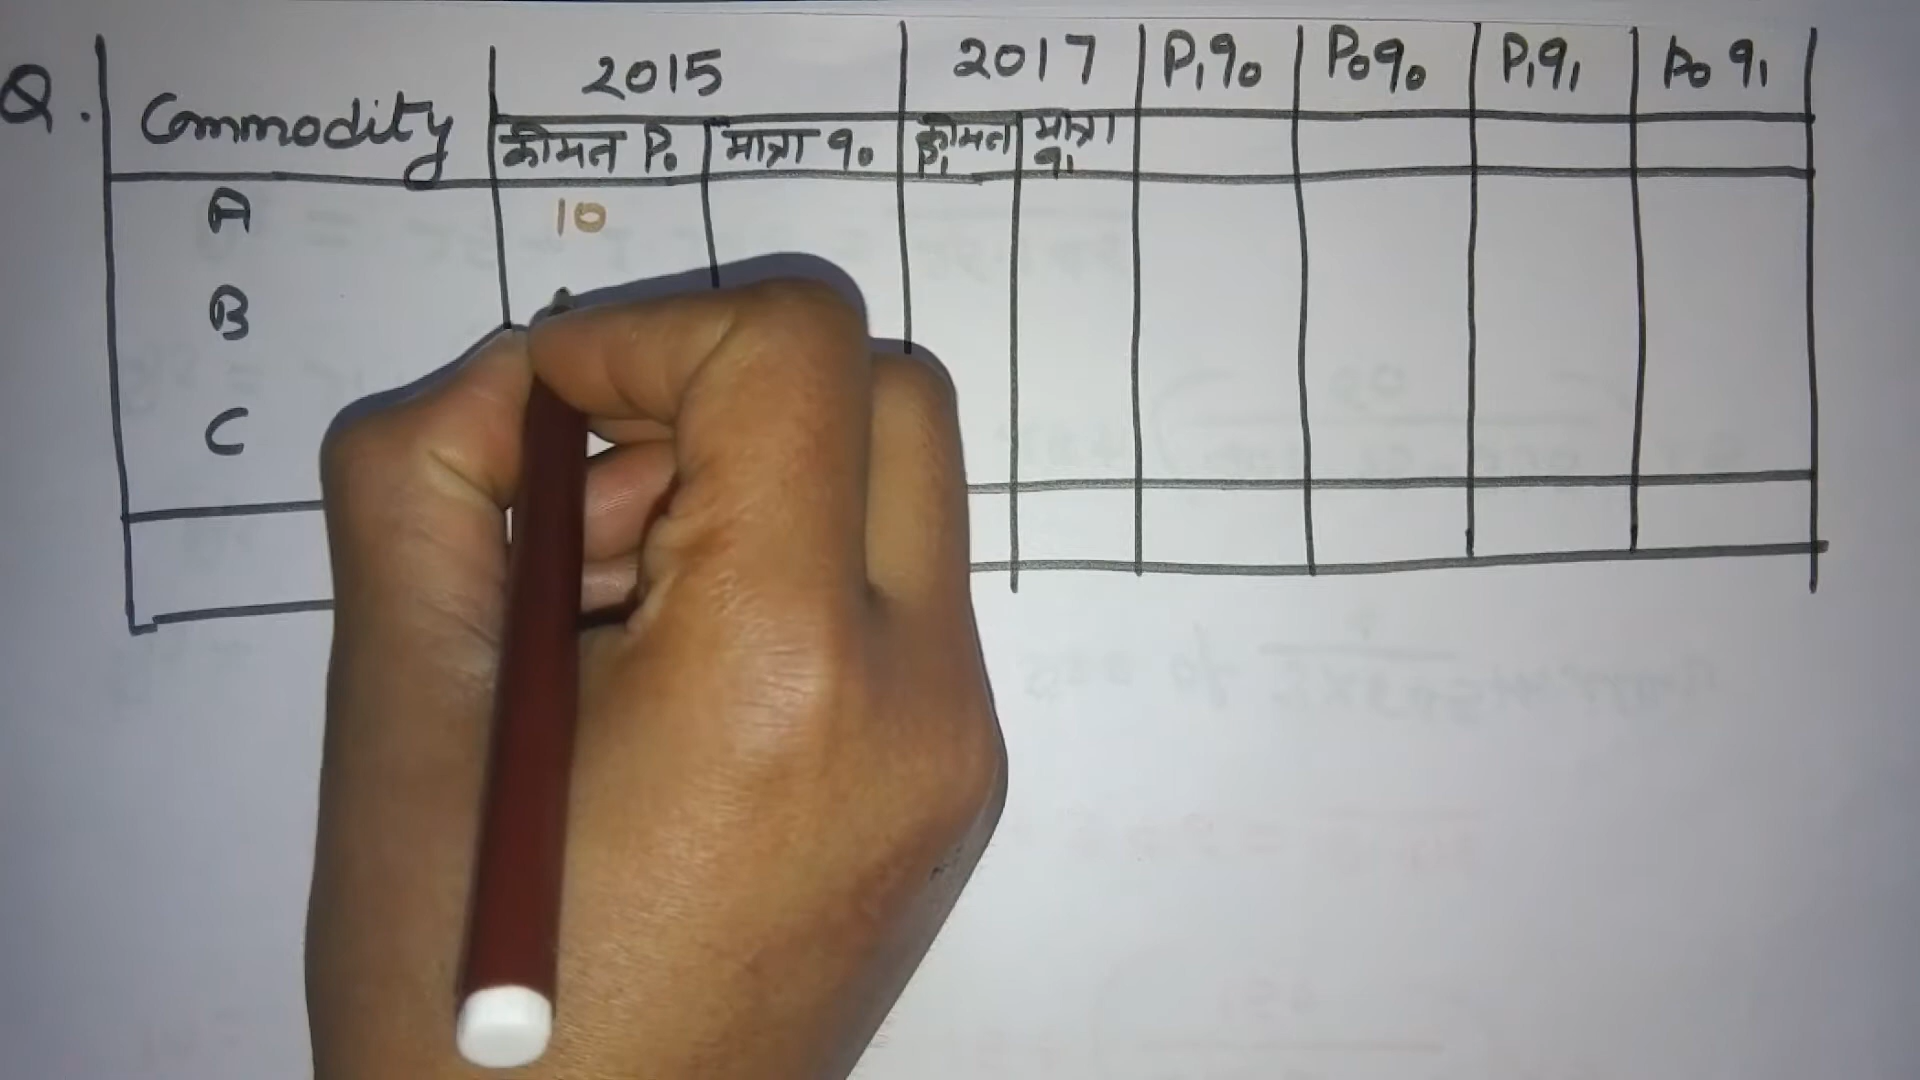 Q. Commodity 2015 2017 P₁q₀ P₀q₀ P₁q₁ P₀q₁
कीमत P₀ मात्रा q₀ कीमत P₁ मात्रा q₁
A 10
B
C